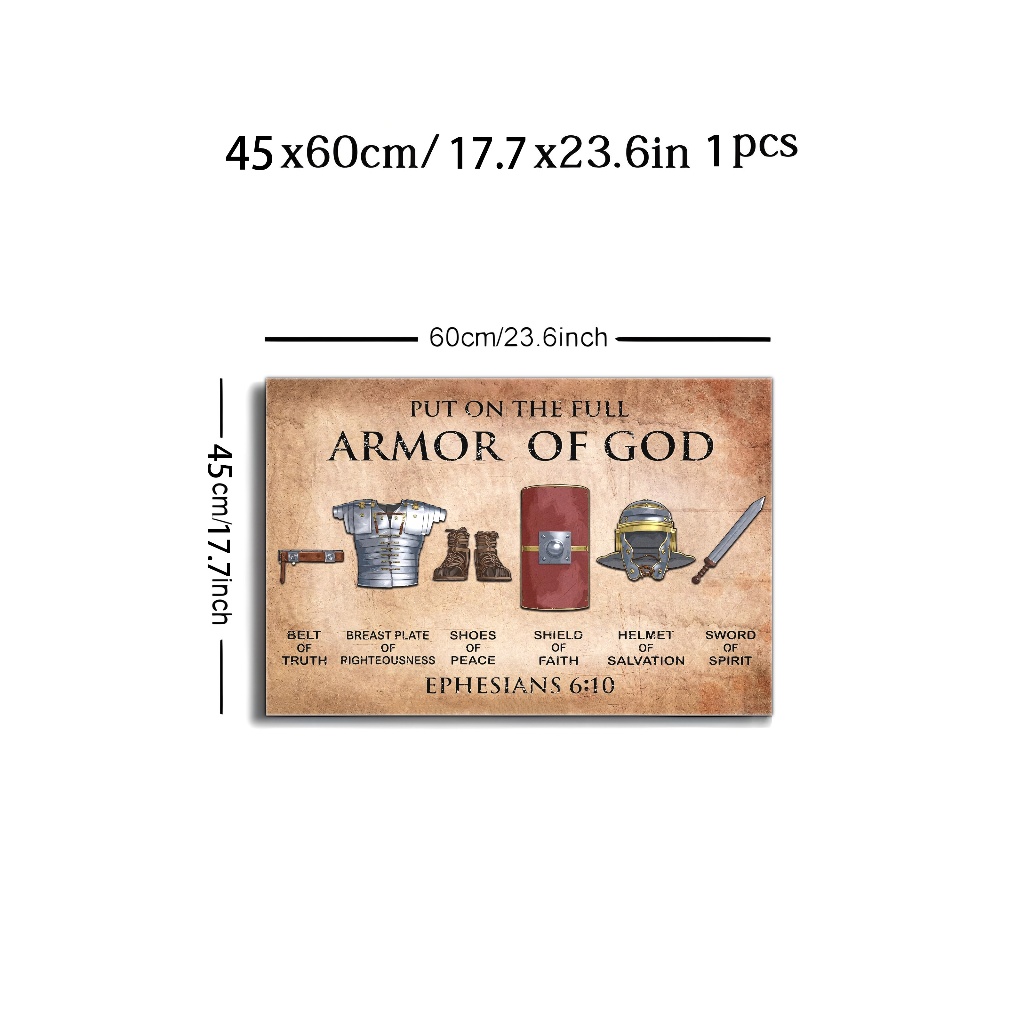 45x60cm/ 17.7x23.6in 1pcs
60cm/23.6inch
45cm/17.7inch
PUT ON THE FULL
ARMOR OF GOD
BELT
OF
TRUTH
BREAST PLATE
OF
RIGHTEOUSNESS
SHOES
OF
PEACE
SHIELD
OF
FAITH
HELMET
OF
SALVATION
SWORD
OF
SPIRIT
EPHESIANS 6:10